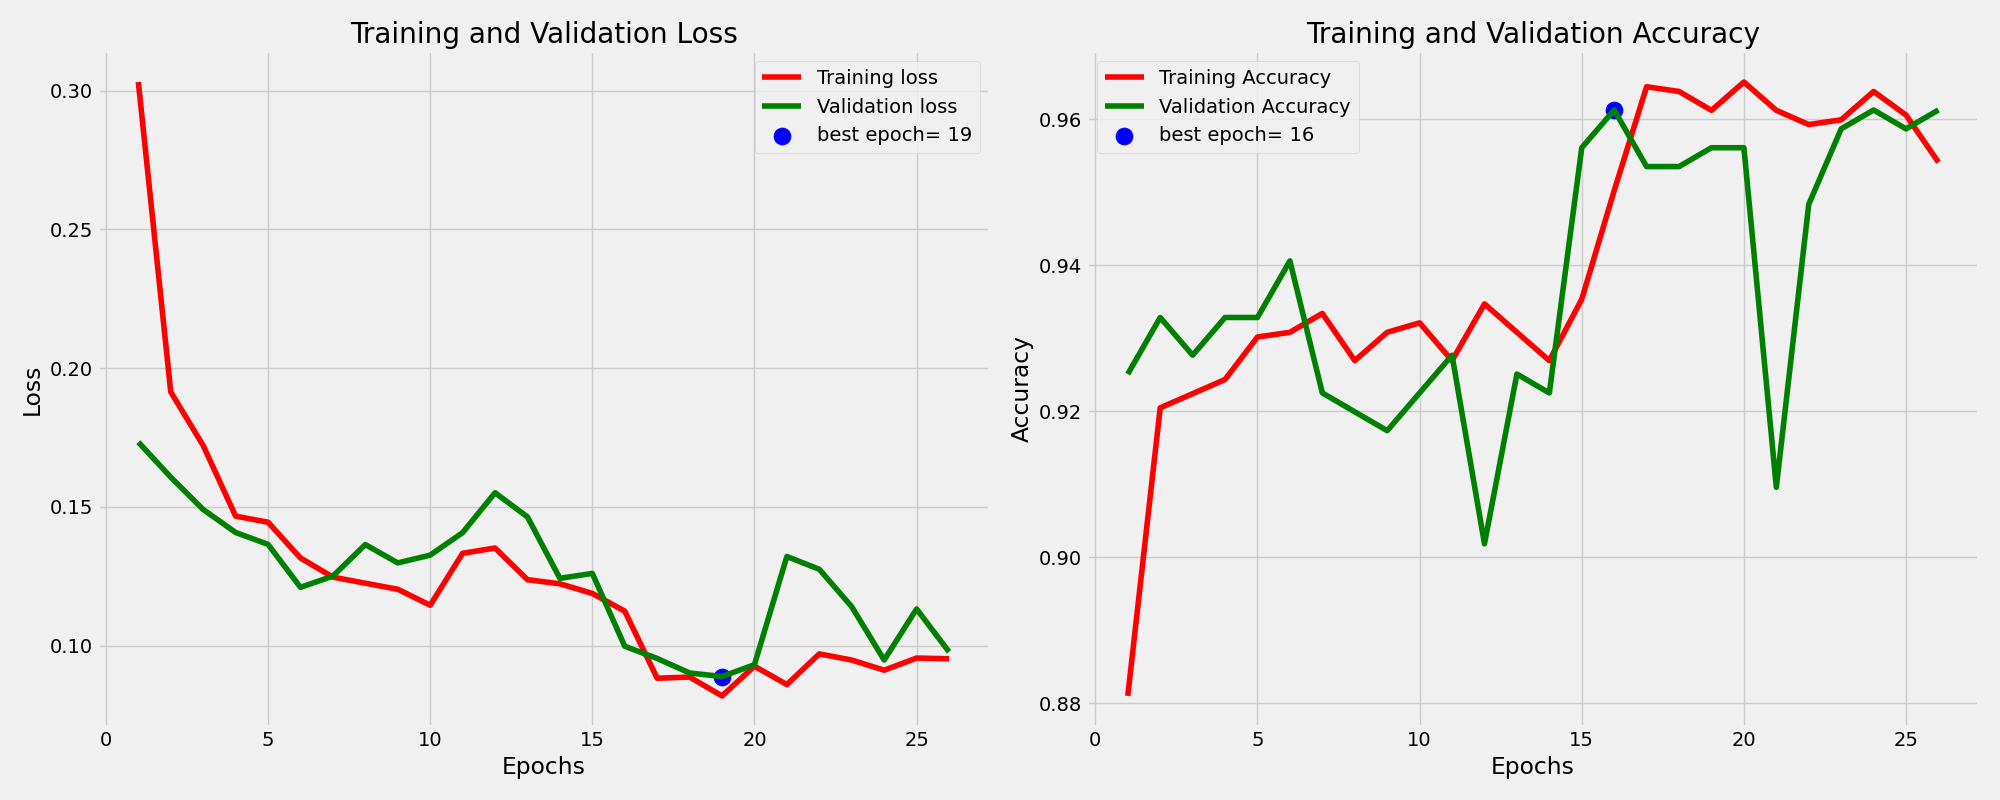 Training and Validation Loss
Training loss
Validation loss
best epoch= 19
0.30
0.25
0.20
0.15
0.10
Loss
0
5
10
15
20
25
Epochs
Training and Validation Accuracy
Training Accuracy
Validation Accuracy
best epoch= 16
0.96
0.94
0.92
0.90
0.88
Accuracy
0
5
10
15
20
25
Epochs